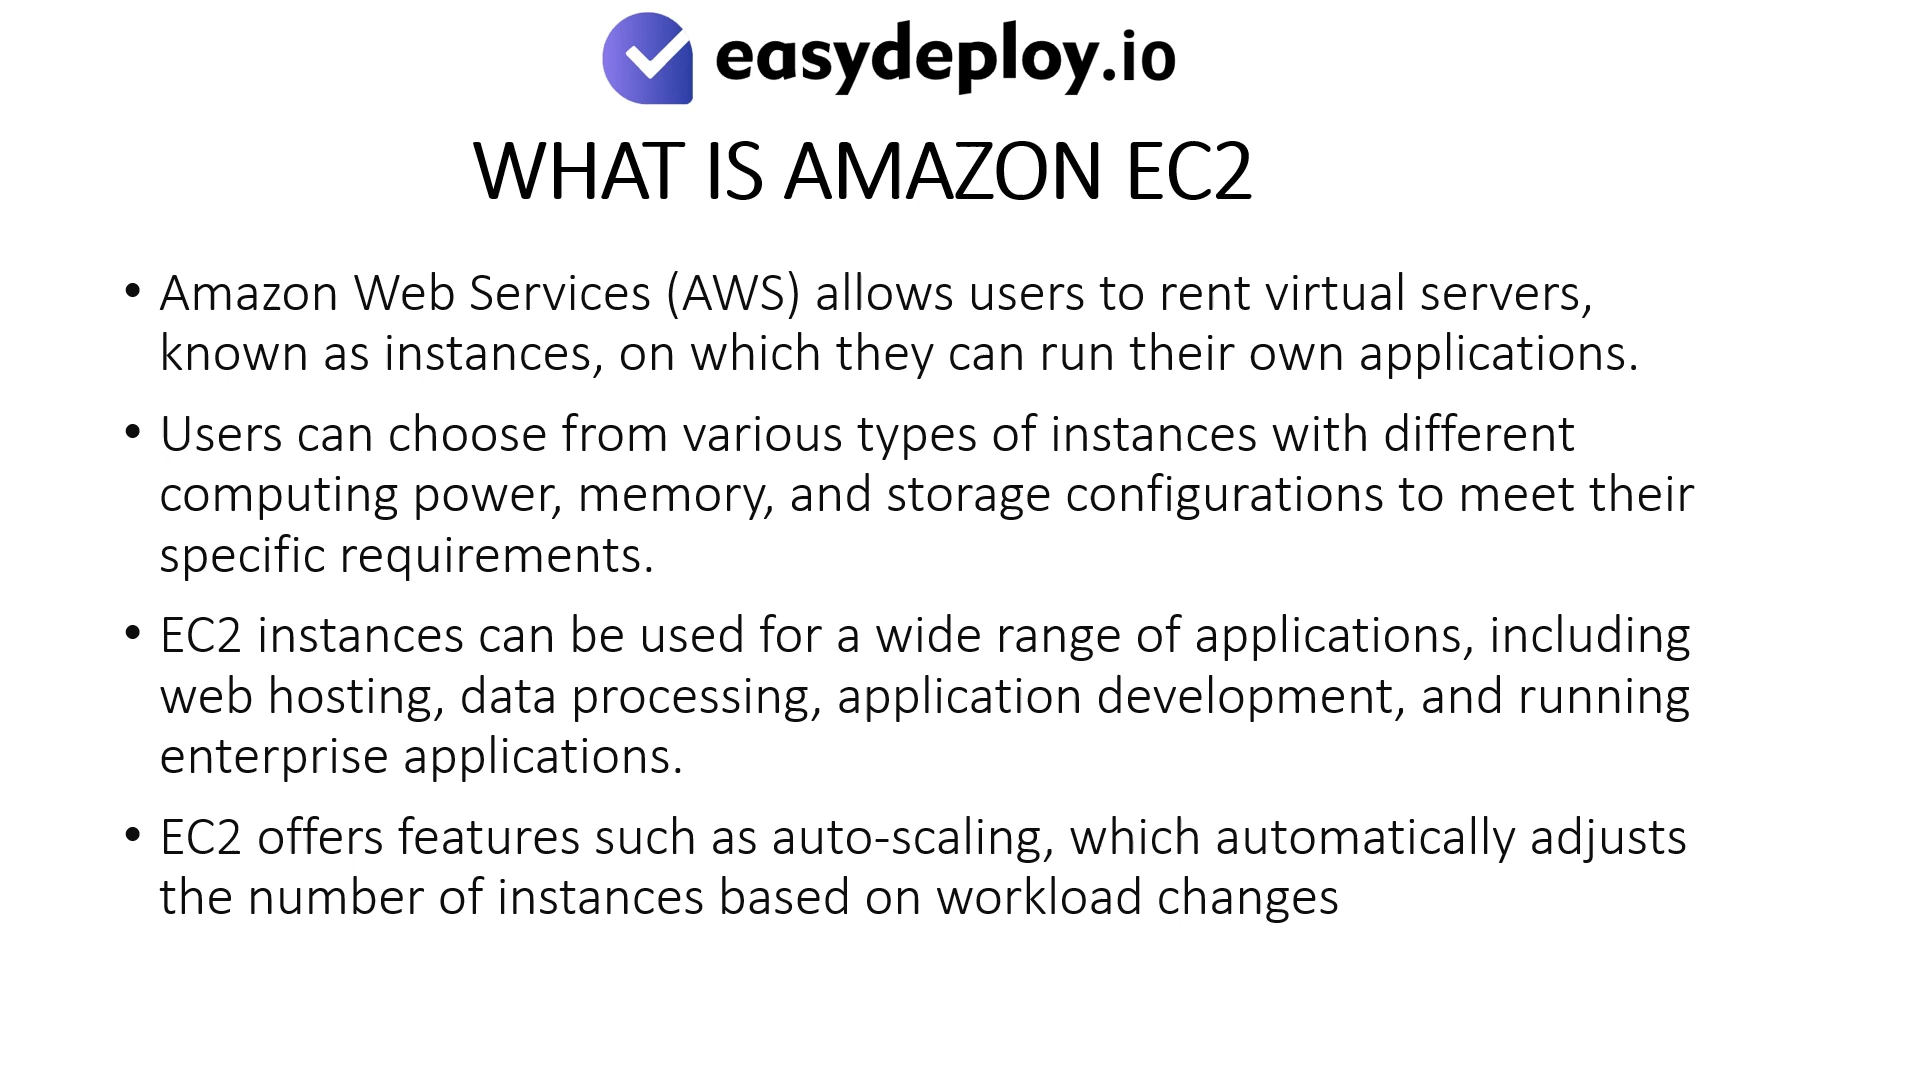 easydeploy.io
WHAT IS AMAZON EC2
• Amazon Web Services (AWS) allows users to rent virtual servers,
known as instances, on which they can run their own applications.
• Users can choose from various types of instances with different
computing power, memory, and storage configurations to meet their
specific requirements.
• EC2 instances can be used for a wide range of applications, including
web hosting, data processing, application development, and running
enterprise applications.
• EC2 offers features such as auto-scaling, which automatically adjusts
the number of instances based on workload changes